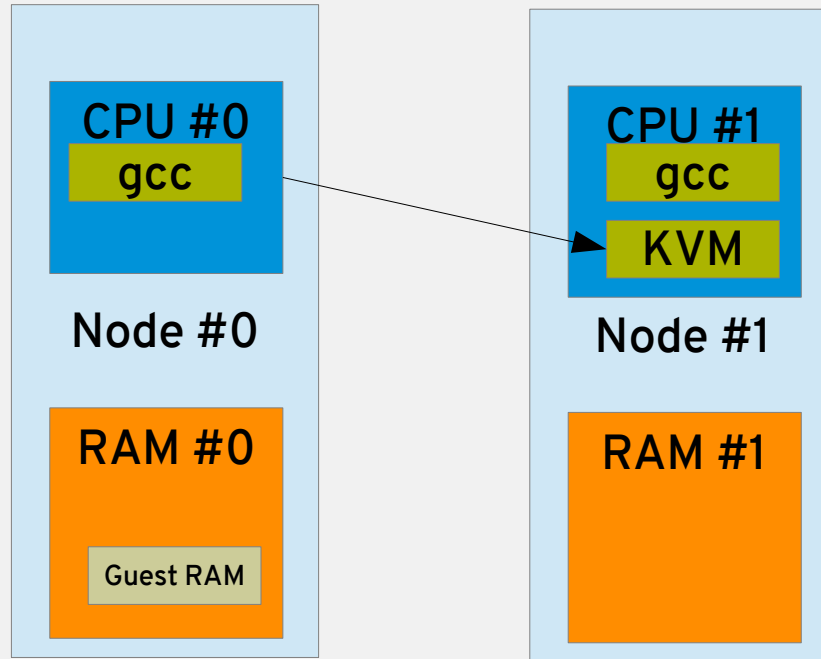 CPU #0
gcc
Node #0
RAM #0
Guest RAM
CPU #1
gcc
KVM
Node #1
RAM #1